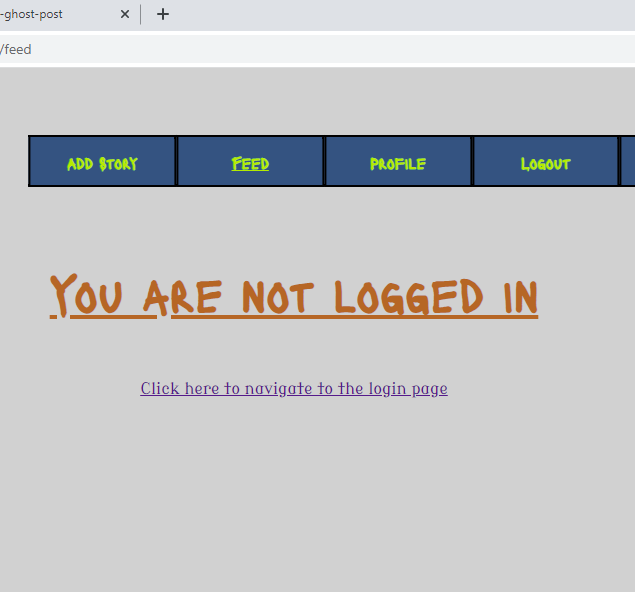 -ghost-post
/feed
ADD STORY FEED PROFILE LOGOUT
YOU ARE NOT LOGGED IN
Click here to navigate to the login page